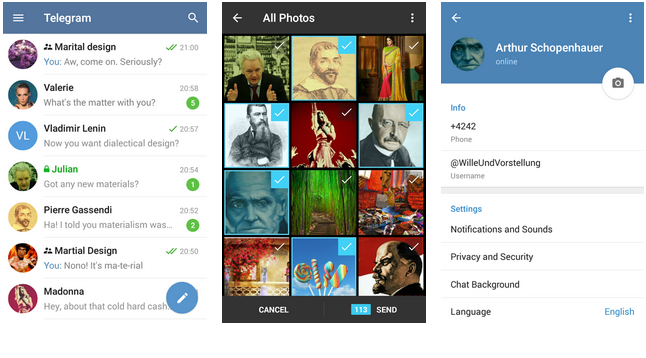 Telegram
Marital design 21:00
You: Aw, come on. Seriously?
Valerie 20:58
What's the matter with you? 5
VL Vladimir Lenin 20:57
Now you want dialectical design?
Julian 20:54
Got any new materials? 1
Pierre Gassendi 20:52
Ha! I told you materialism was... 2
Martial Design 20:50
You: Nono! It's ma-te-rial
Madonna
Hey, about that cold hard cash
All Photos
CANCEL 113 SEND
Arthur Schopenhauer
online
Info
+4242
Phone
@WilleUndVorstellung
Username
Settings
Notifications and Sounds
Privacy and Security
Chat Background
Language English